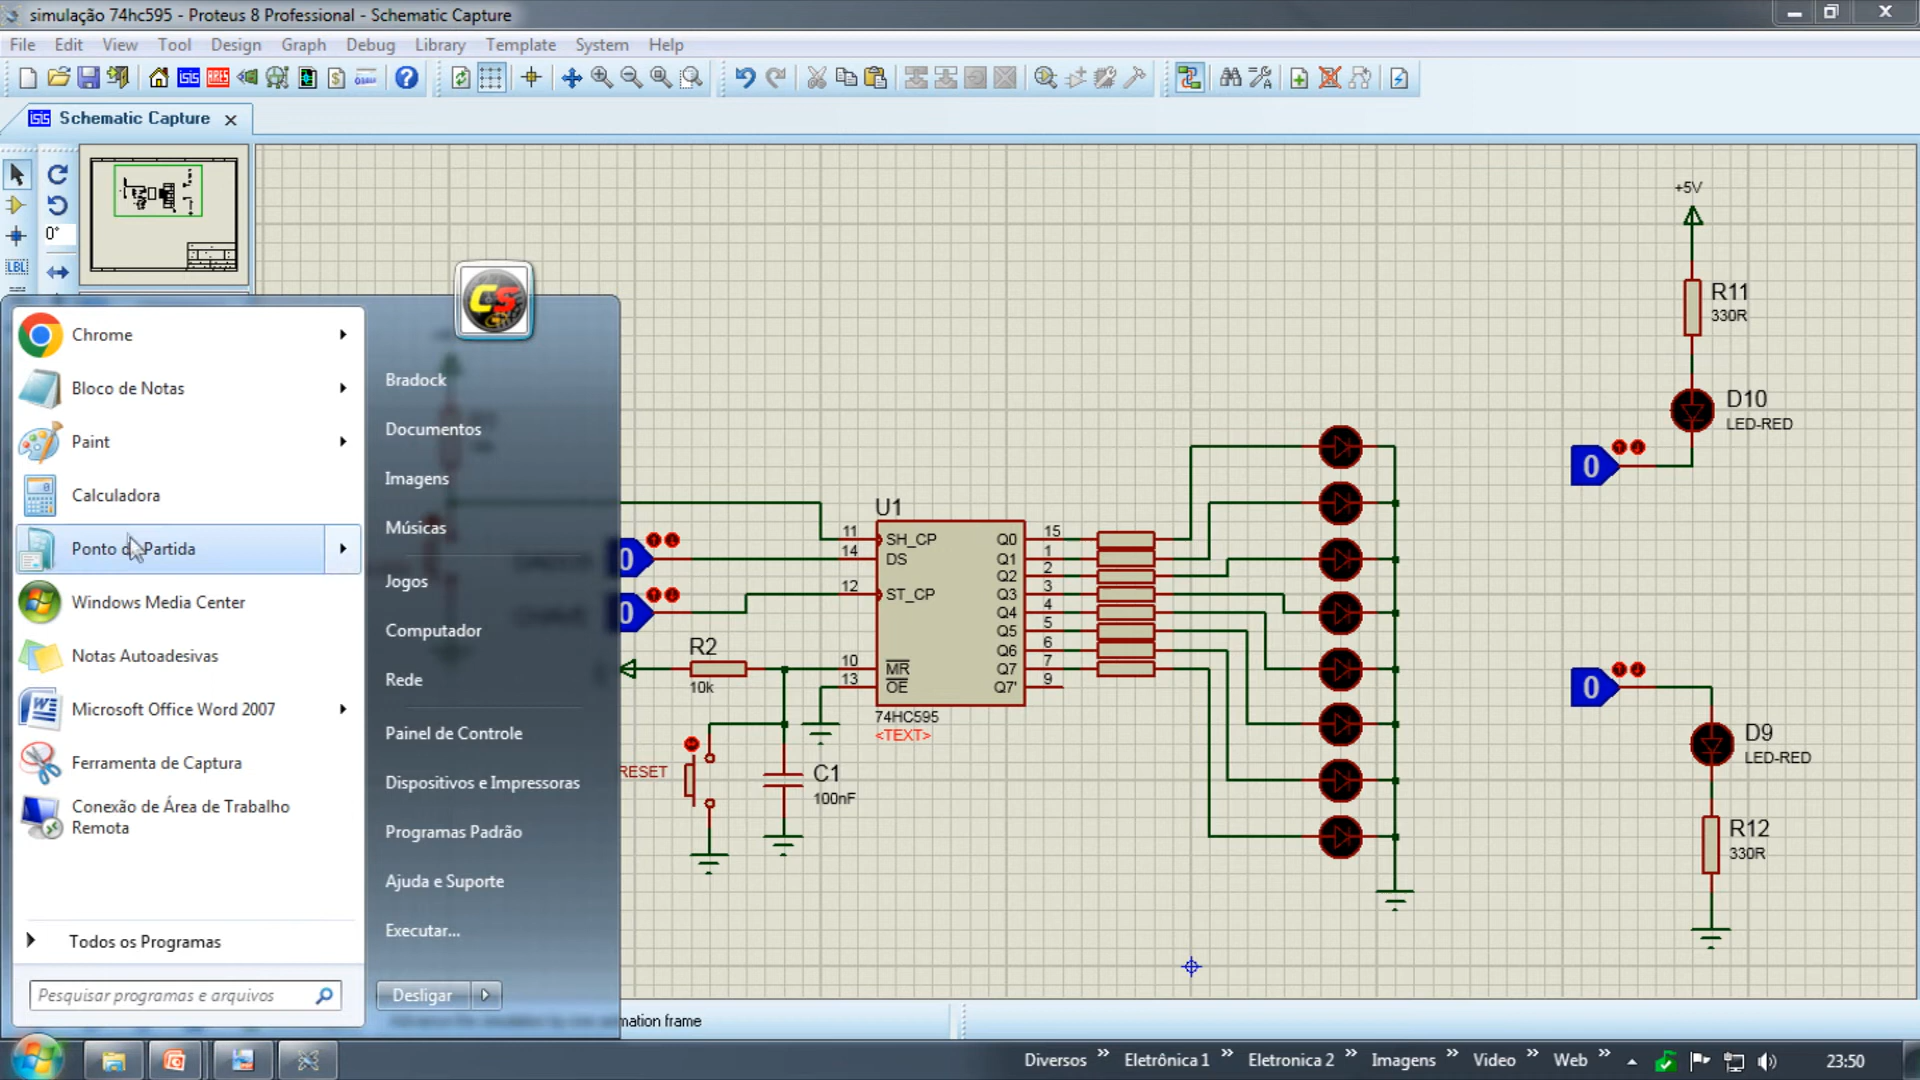 simulação 74hc595 - Proteus 8 Professional - Schematic Capture
File Edit View Tool Design Graph Debug Library Template System Help
Schematic Capture
0°
LBL
Chrome
Bloco de Notas
Paint
Calculadora
Ponto de Partida
Windows Media Center
Notas Autoadesivas
Microsoft Office Word 2007
Ferramenta de Captura
Conexão de Área de Trabalho
Remota
Todos os Programas
Pesquisar programas e arquivos
CS
Bradock
Documentos
Imagens
Músicas
Jogos
Computador
Rede
Painel de Controle
Dispositivos e Impressoras
Programas Padrão
Ajuda e Suporte
Executar...
Desligar
U1
11 SH_CP Q0 15
14 DS Q1 1
Q2 2
12 ST_CP Q3 3
Q4 4
Q5 5
Q6 6
10 MR Q7 7
13 OE Q7' 9
74HC595
<TEXT>
0
0
R2
10k
RESET
C1
100nF
+5V
R11
330R
D10
LED-RED
0
0
D9
LED-RED
R12
330R
mation frame
Diversos » Eletrônica 1 » Eletronica 2 » Imagens » Video » Web » 23:50